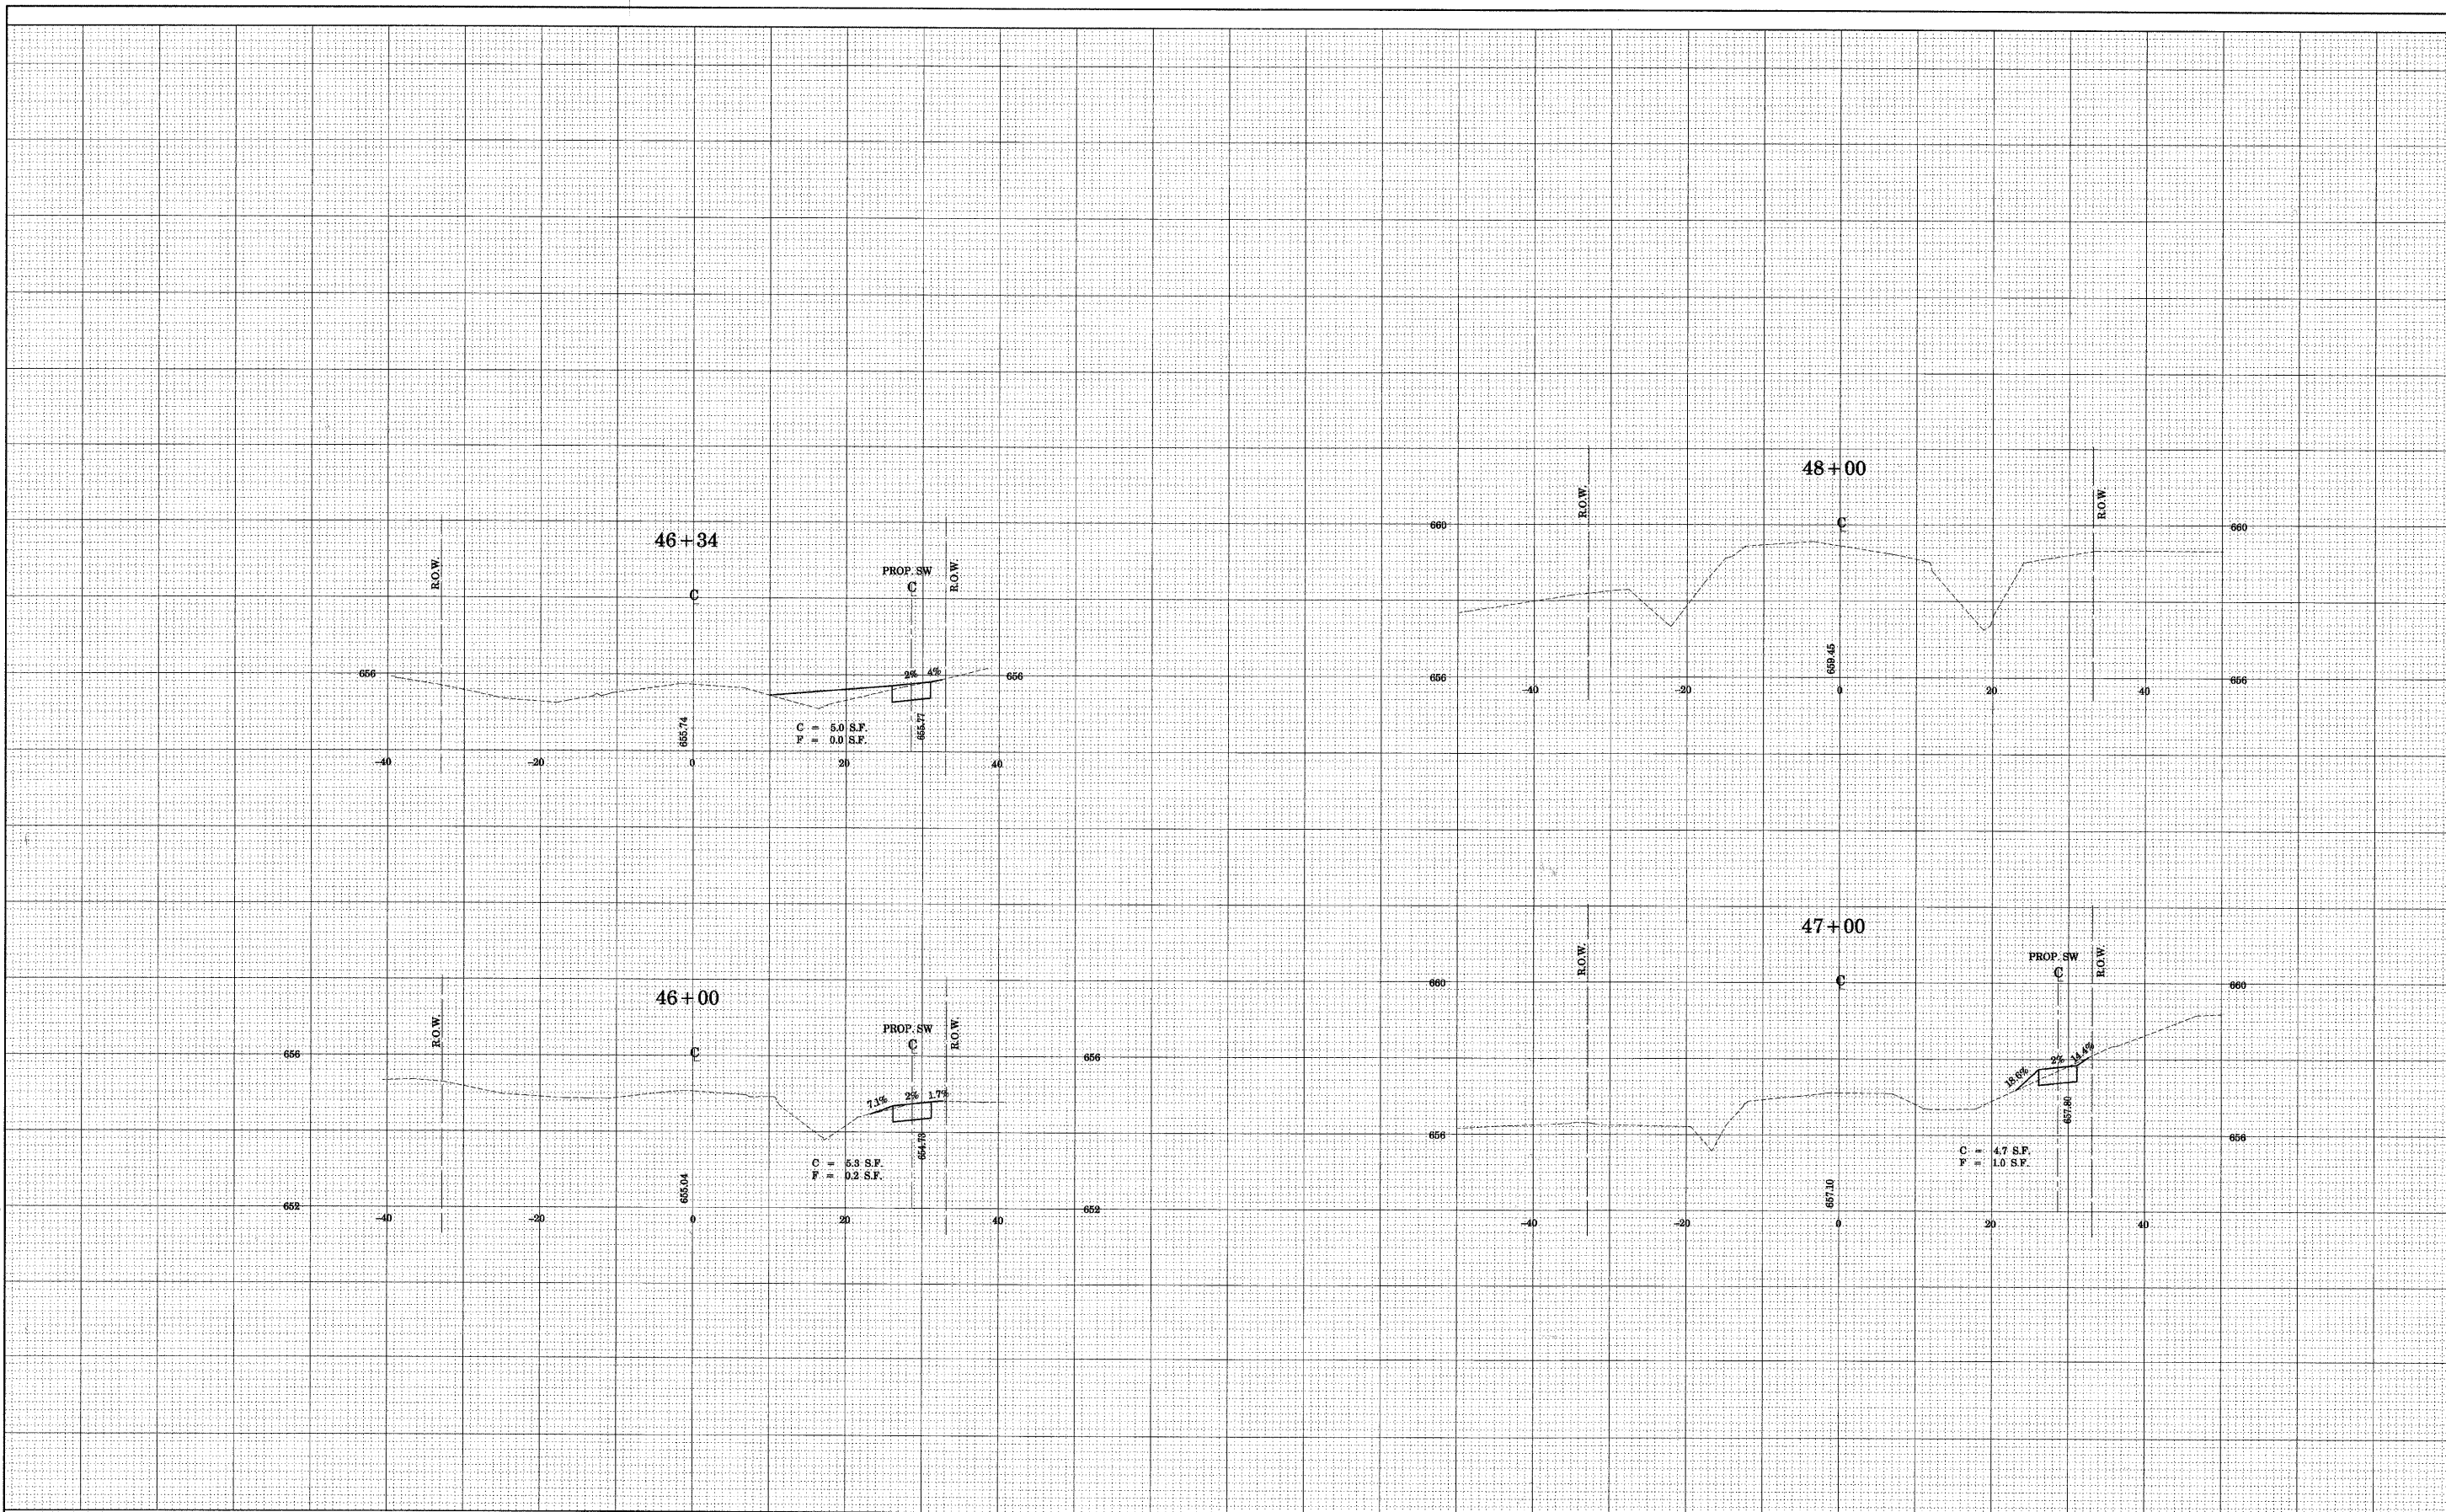 46+34
R.O.W.
C
PROP. SW
C
R.O.W.
656
2%
4%
656
655.74
655.77
C = 5.0 S.F.
F = 0.0 S.F.
-40
-20
0
20
40
48+00
R.O.W.
R.O.W.
660
C
660
659.45
656
656
-40
-20
0
20
40
46+00
R.O.W.
C
PROP. SW
C
R.O.W.
656
656
7.1%
2%
1.7%
654.73
C = 5.3 S.F.
F = 0.2 S.F.
655.04
652
652
-40
-20
0
20
40
47+00
R.O.W.
C
PROP. SW
C
R.O.W.
660
660
18.6%
2%
14.4%
657.80
656
656
C = 4.7 S.F.
F = 1.0 S.F.
657.10
-40
-20
0
20
40